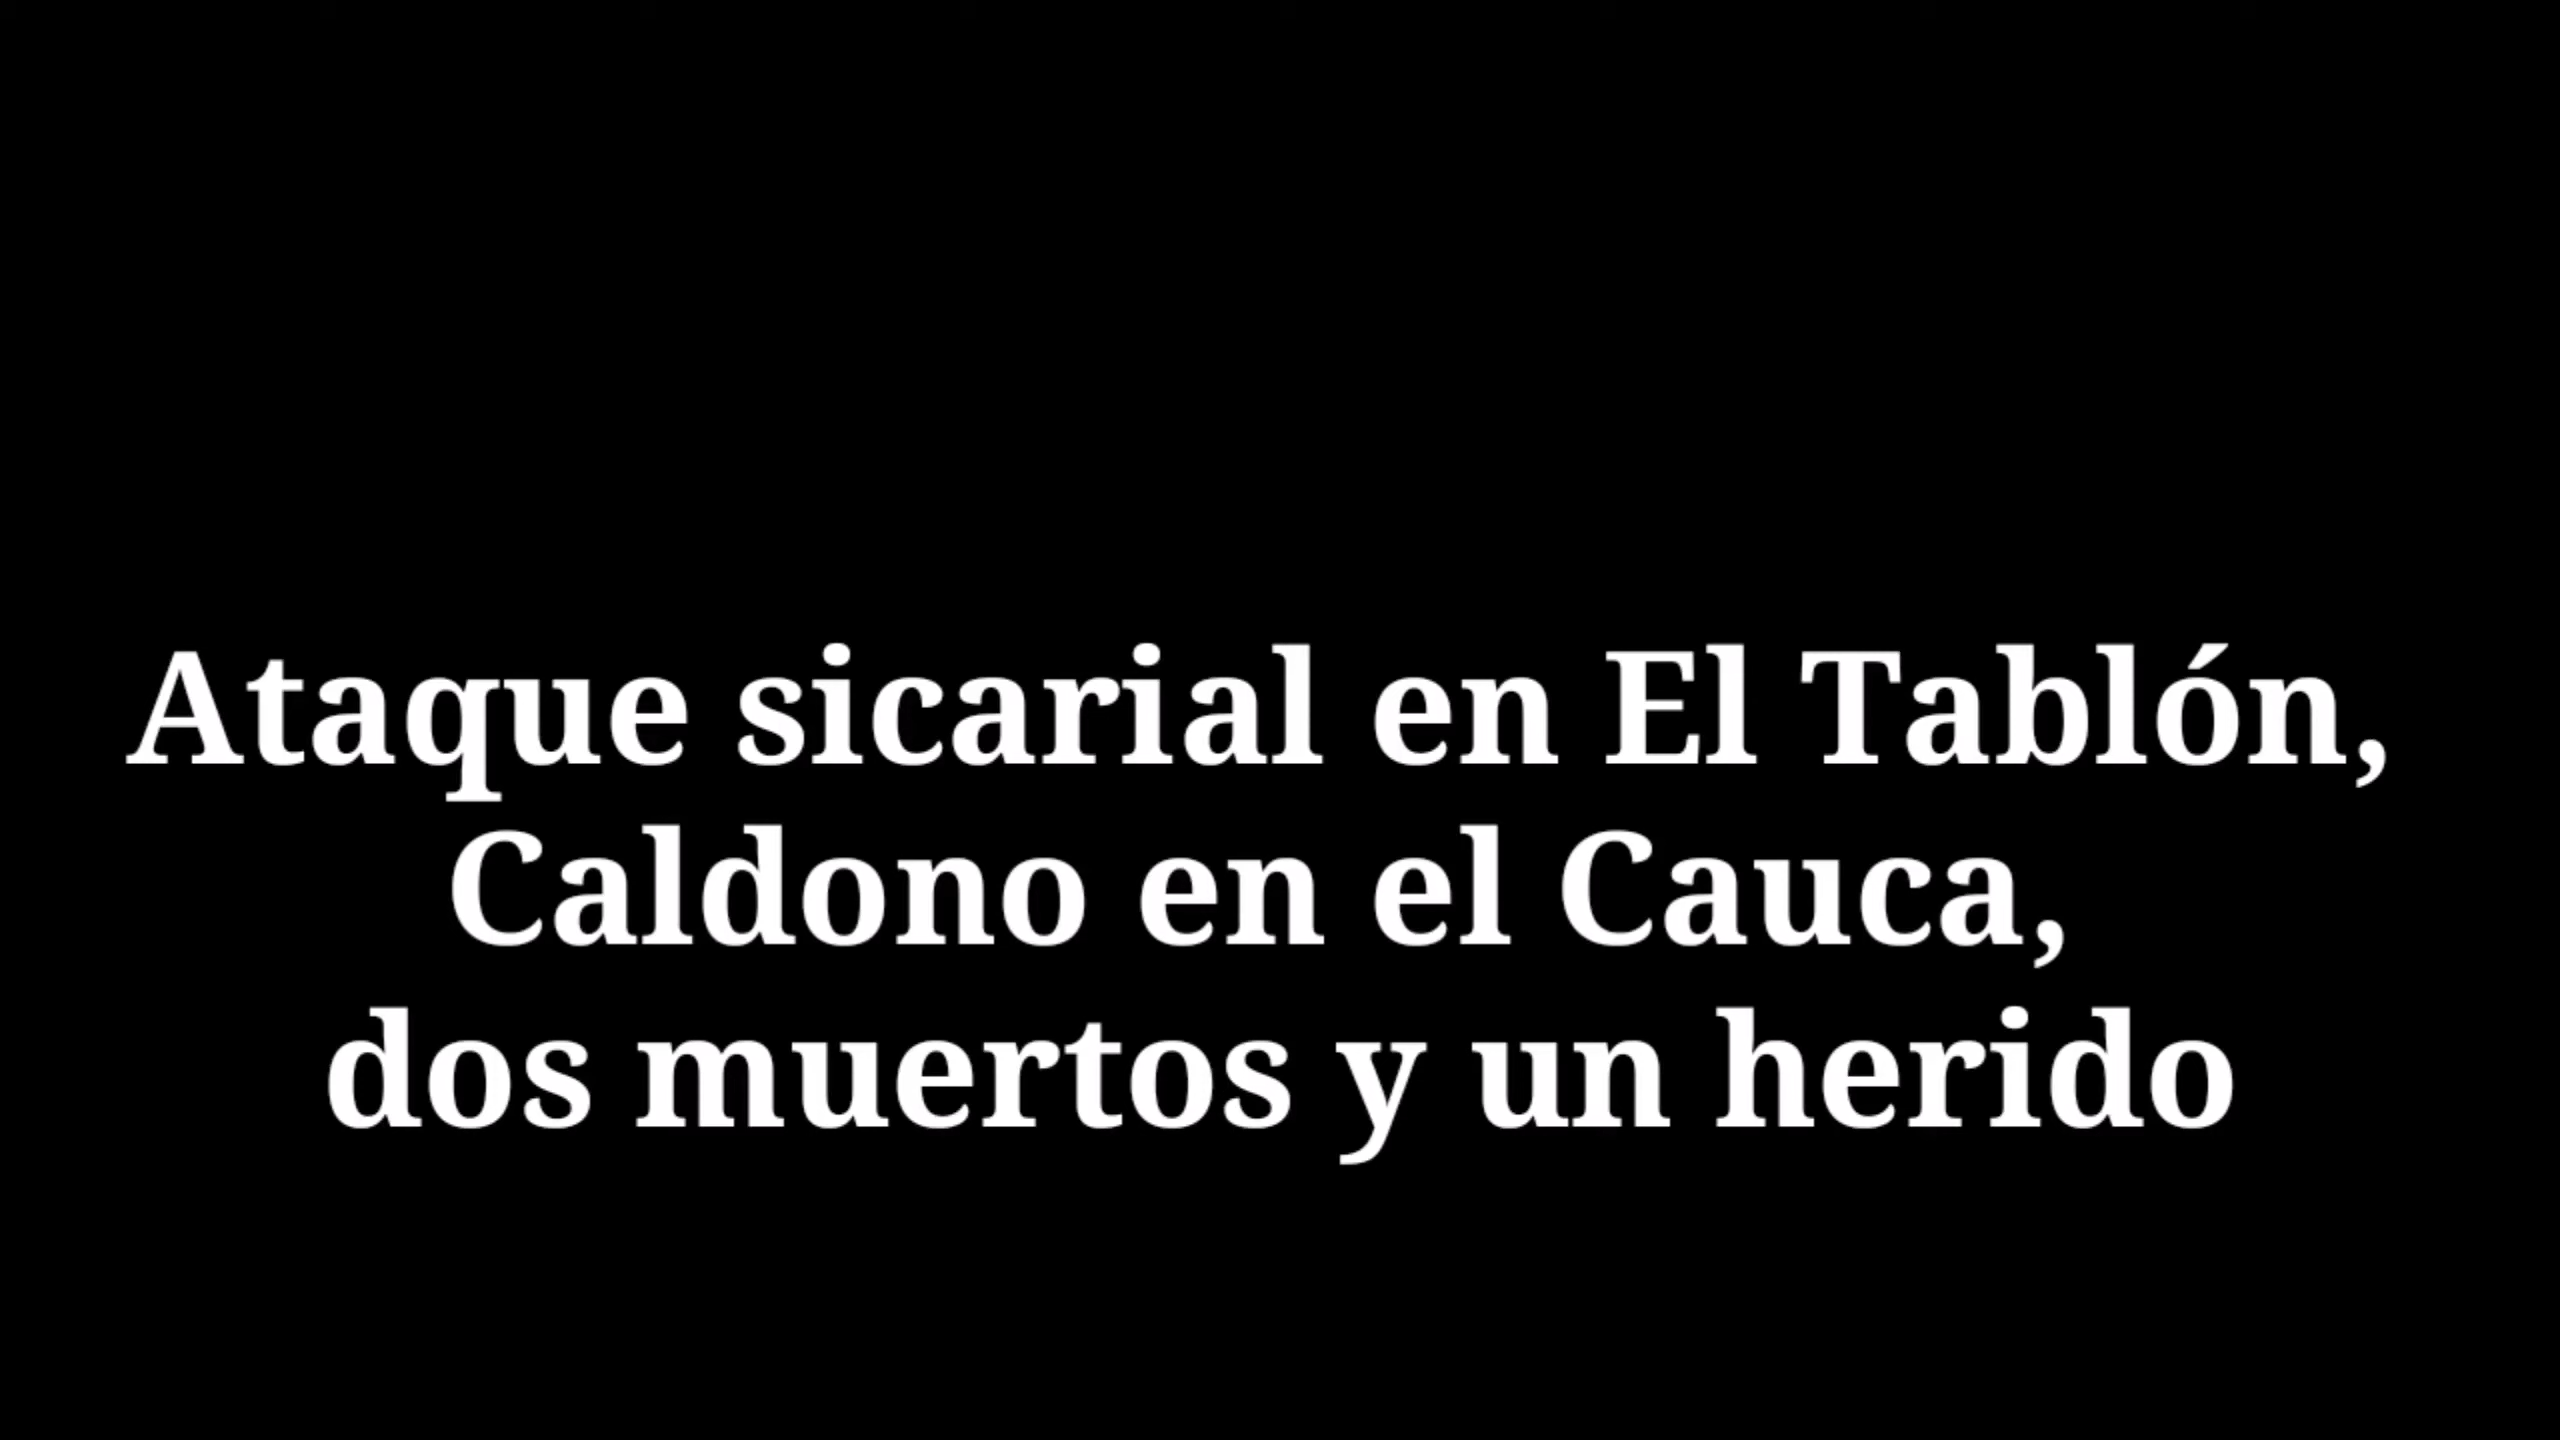 Ataque sicarial en El Tablón,
Caldono en el Cauca,
dos muertos y un herido